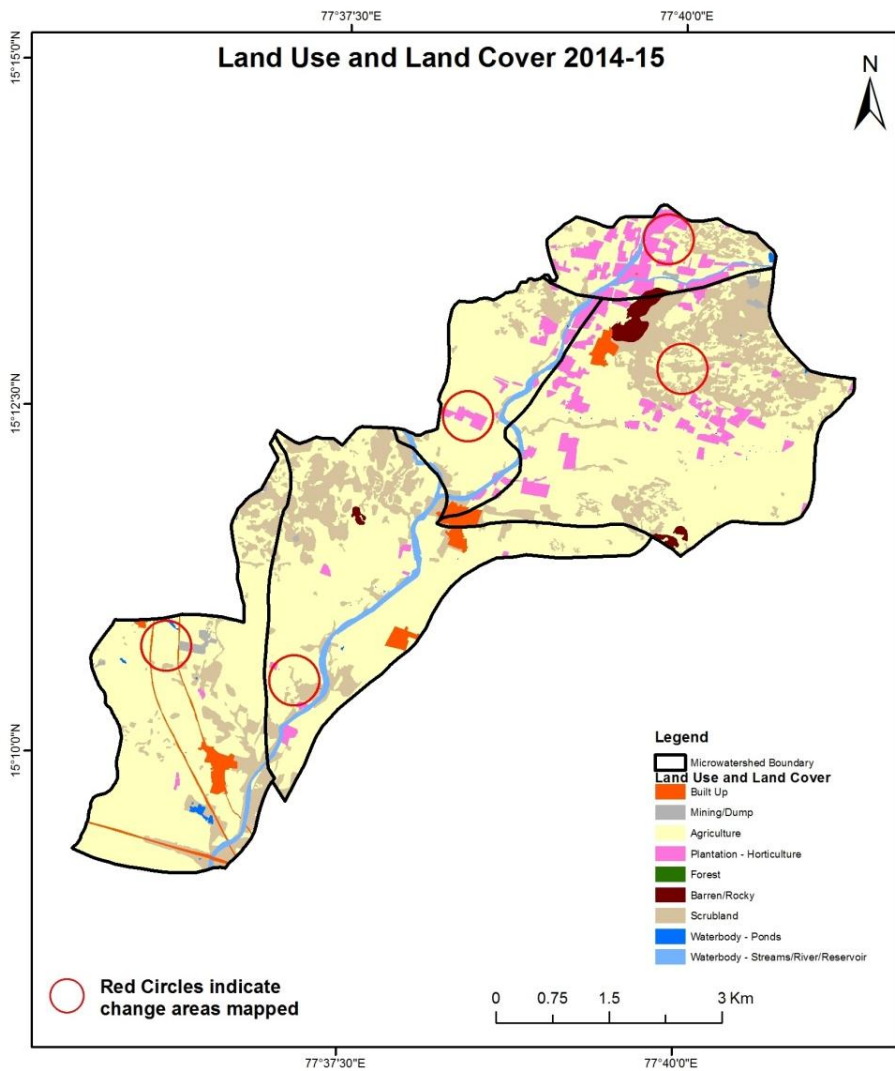 77°37'30"E
77°40'0"E
Land Use and Land Cover 2014-15
N
15°15'0"N
15°12'30"N
15°10'0"N
Legend
Microwatershed Boundary
Land Use and Land Cover
Built Up
Mining/Dump
Agriculture
Plantation - Horticulture
Forest
Barren/Rocky
Scrubland
Waterbody - Ponds
Waterbody - Streams/River/Reservoir
Red Circles indicate
change areas mapped
0 0.75 1.5 3 Km
77°37'30"E
77°40'0"E